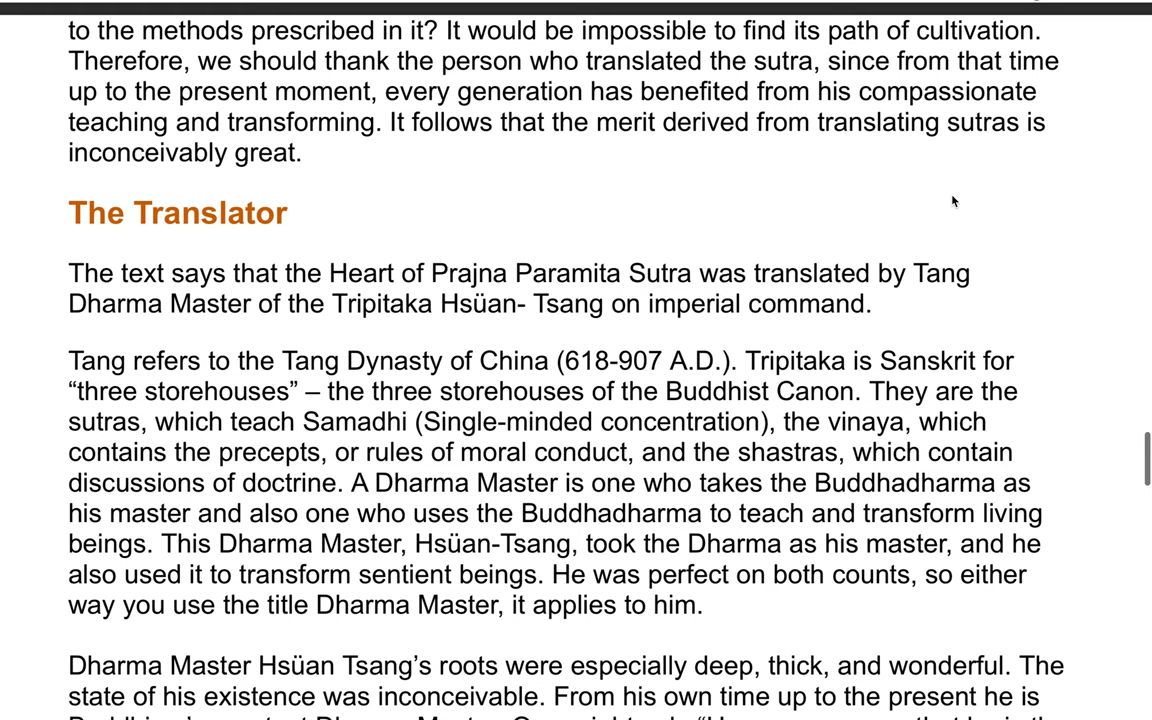 to the methods prescribed in it? It would be impossible to find its path of cultivation.
Therefore, we should thank the person who translated the sutra, since from that time
up to the present moment, every generation has benefited from his compassionate
teaching and transforming. It follows that the merit derived from translating sutras is
inconceivably great.
The Translator
The text says that the Heart of Prajna Paramita Sutra was translated by Tang
Dharma Master of the Tripitaka Hsüan- Tsang on imperial command.
Tang refers to the Tang Dynasty of China (618-907 A.D.). Tripitaka is Sanskrit for
“three storehouses” – the three storehouses of the Buddhist Canon. They are the
sutras, which teach Samadhi (Single-minded concentration), the vinaya, which
contains the precepts, or rules of moral conduct, and the shastras, which contain
discussions of doctrine. A Dharma Master is one who takes the Buddhadharma as
his master and also one who uses the Buddhadharma to teach and transform living
beings. This Dharma Master, Hsüan-Tsang, took the Dharma as his master, and he
also used it to transform sentient beings. He was perfect on both counts, so either
way you use the title Dharma Master, it applies to him.
Dharma Master Hsüan Tsang’s roots were especially deep, thick, and wonderful. The
state of his existence was inconceivable. From his own time up to the present he is